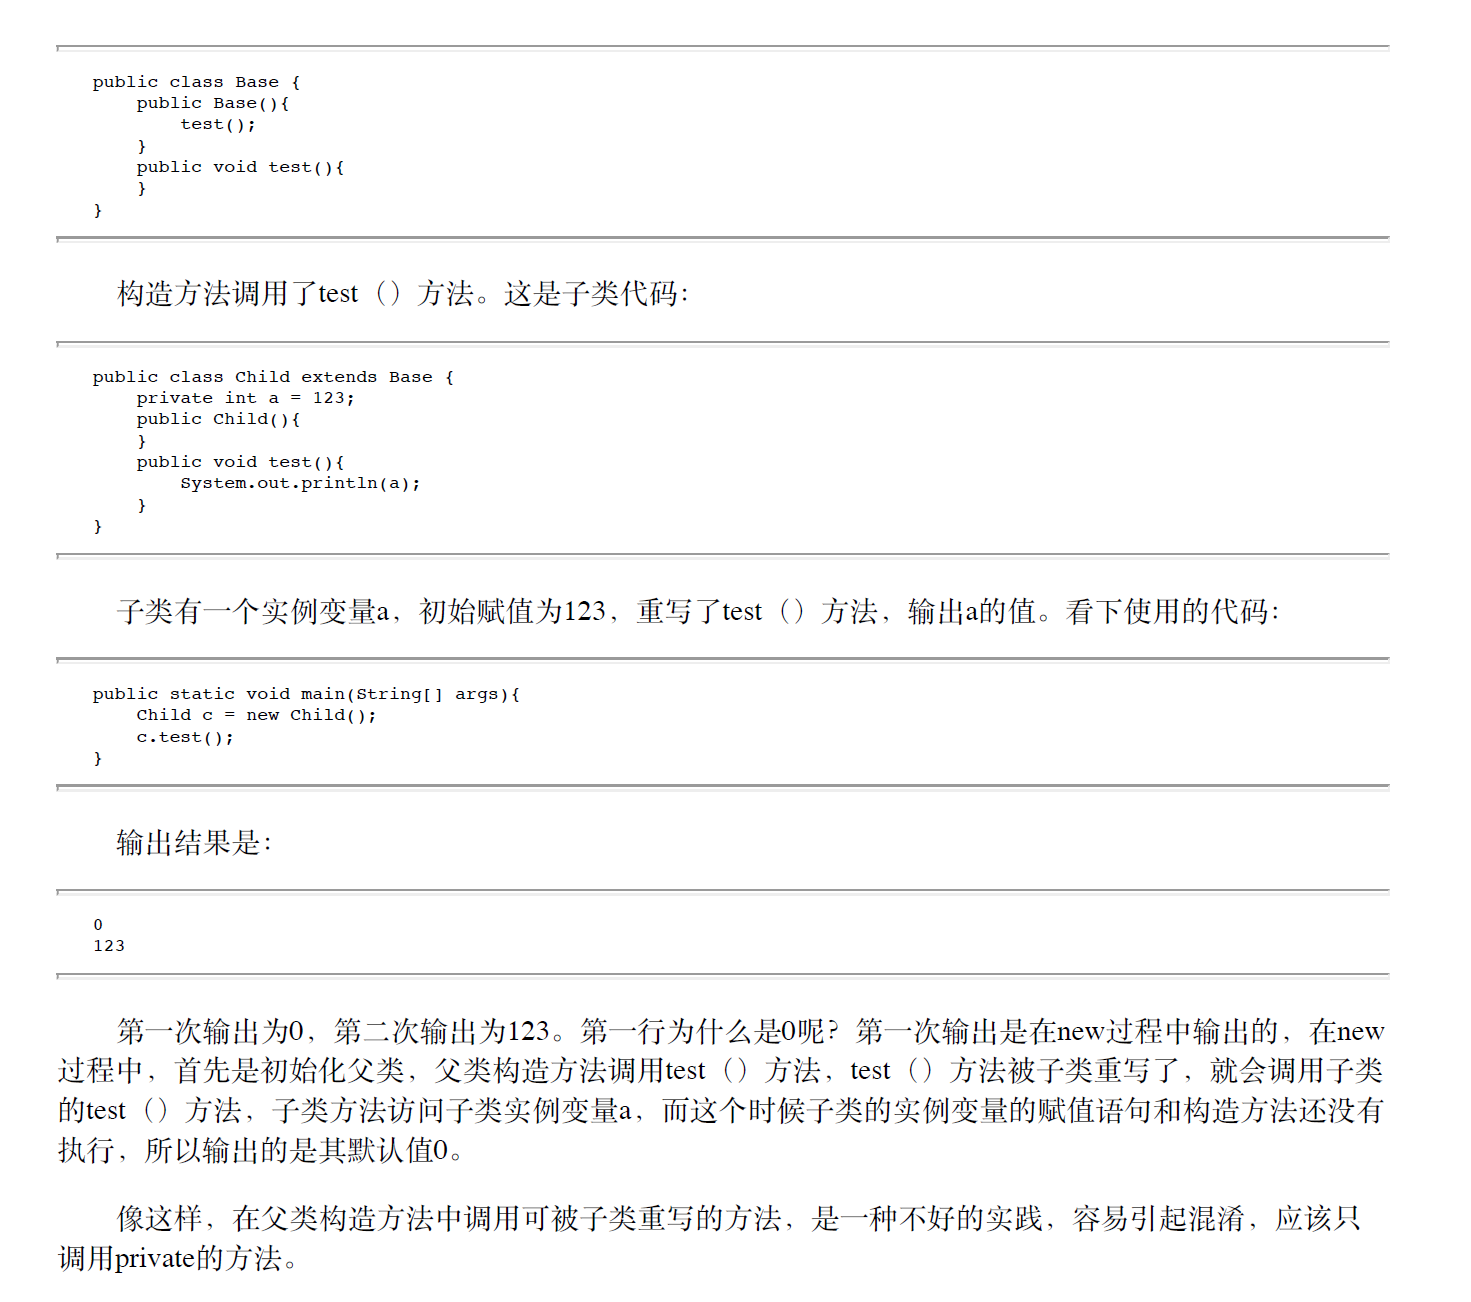 public class Base {
    public Base(){
        test();
    }
    public void test(){
    }
}
构造方法调用了test（）方法。这是子类代码：
public class Child extends Base {
    private int a = 123;
    public Child(){
    }
    public void test(){
        System.out.println(a);
    }
}
子类有一个实例变量a，初始赋值为123，重写了test（）方法，输出a的值。看下使用的代码：
public static void main(String[] args){
    Child c = new Child();
    c.test();
}
输出结果是：
0
123
第一次输出为0，第二次输出为123。第一行为什么是0呢？第一次输出是在new过程中输出的，在new
过程中，首先是初始化父类，父类构造方法调用test（）方法，test（）方法被子类重写了，就会调用子类
的test（）方法，子类方法访问子类实例变量a，而这个时候子类的实例变量的赋值语句和构造方法还没有
执行，所以输出的是其默认值0。
像这样，在父类构造方法中调用可被子类重写的方法，是一种不好的实践，容易引起混淆，应该只
调用private的方法。